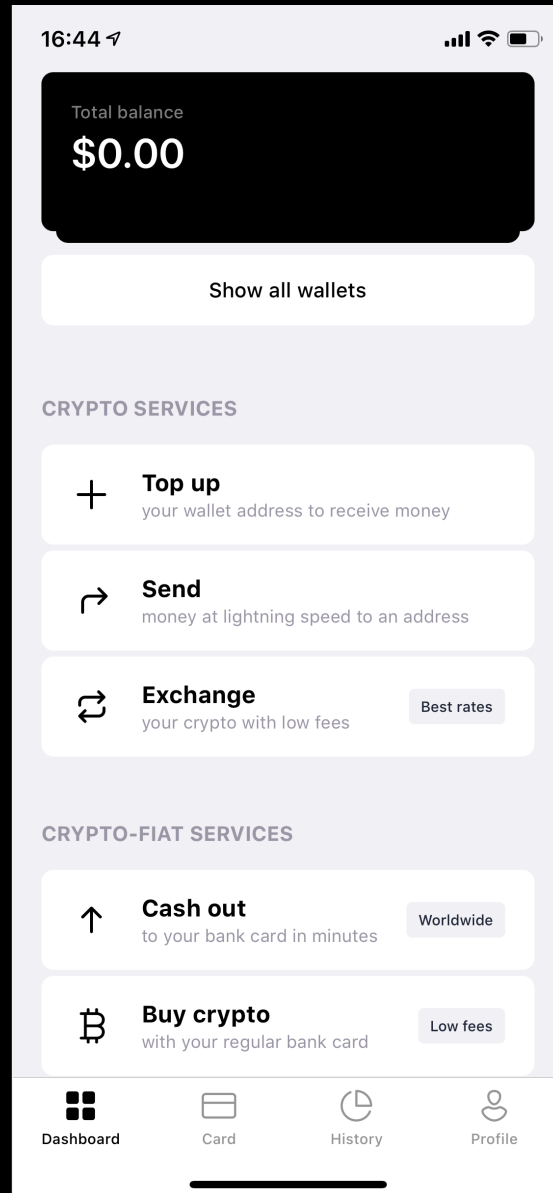 16:44
Total balance
$0.00
Show all wallets
CRYPTO SERVICES
Top up
your wallet address to receive money
Send
money at lightning speed to an address
Exchange
your crypto with low fees
Best rates
CRYPTO-FIAT SERVICES
Cash out
to your bank card in minutes
Worldwide
Buy crypto
with your regular bank card
Low fees
Dashboard
Card
History
Profile